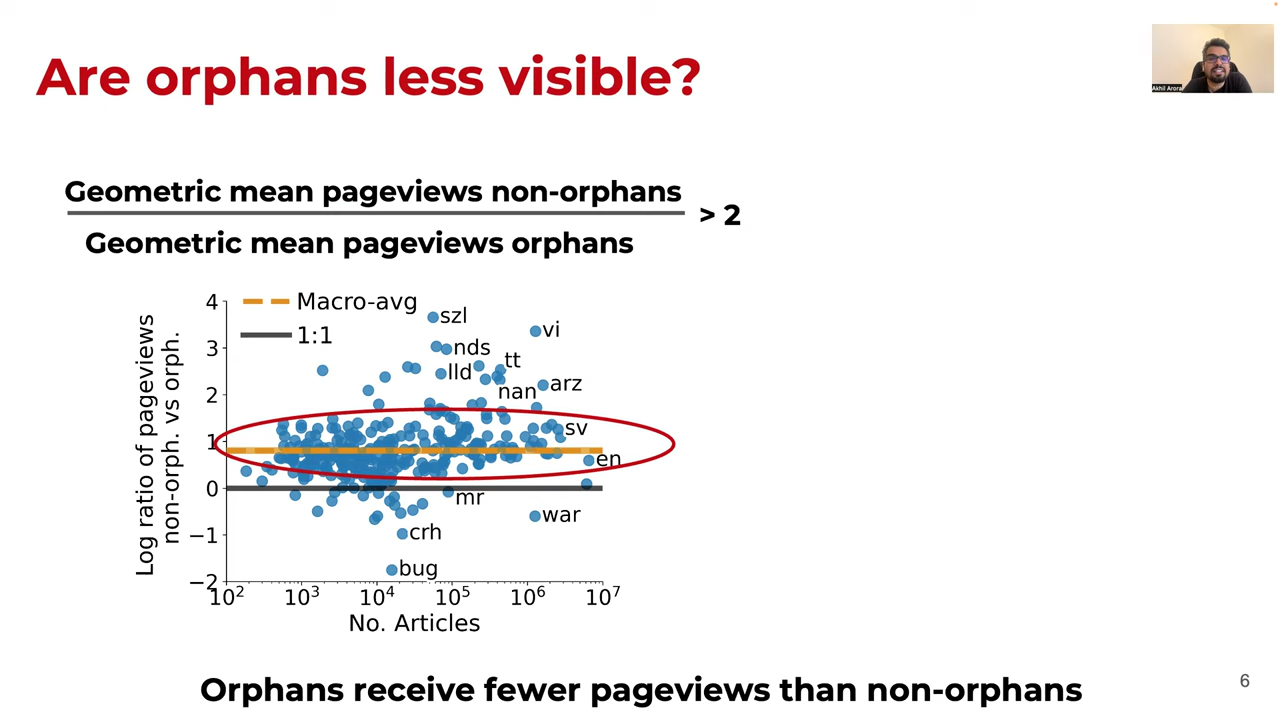 Are orphans less visible?
Akhil Arora
Geometric mean pageviews non-orphans
> 2
Geometric mean pageviews orphans
Log ratio of pageviews
non-orph. vs orph.
4
3
2
1
0
−1
−2
Macro-avg
1:1
szl
vi
nds
tt
lld
nan
arz
sv
en
mr
war
crh
bug
10²
10³
10⁴
10⁵
10⁶
10⁷
No. Articles
Orphans receive fewer pageviews than non-orphans
6